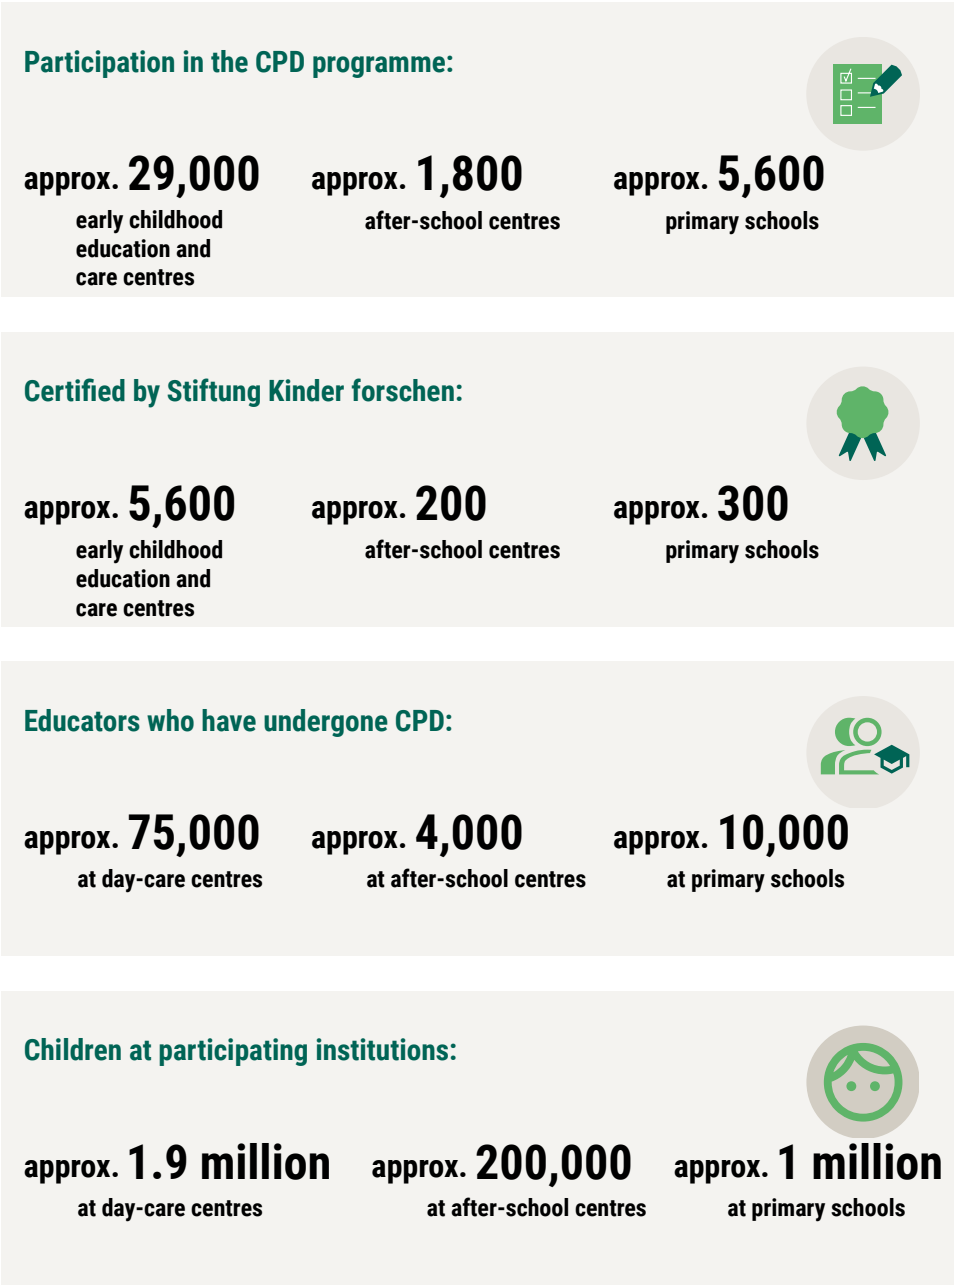 Participation in the CPD programme:
approx. 29,000
early childhood
education and
care centres
approx. 1,800
after-school centres
approx. 5,600
primary schools
Certified by Stiftung Kinder forschen:
approx. 5,600
early childhood
education and
care centres
approx. 200
after-school centres
approx. 300
primary schools
Educators who have undergone CPD:
approx. 75,000
at day-care centres
approx. 4,000
at after-school centres
approx. 10,000
at primary schools
Children at participating institutions:
approx. 1.9 million
at day-care centres
approx. 200,000
at after-school centres
approx. 1 million
at primary schools